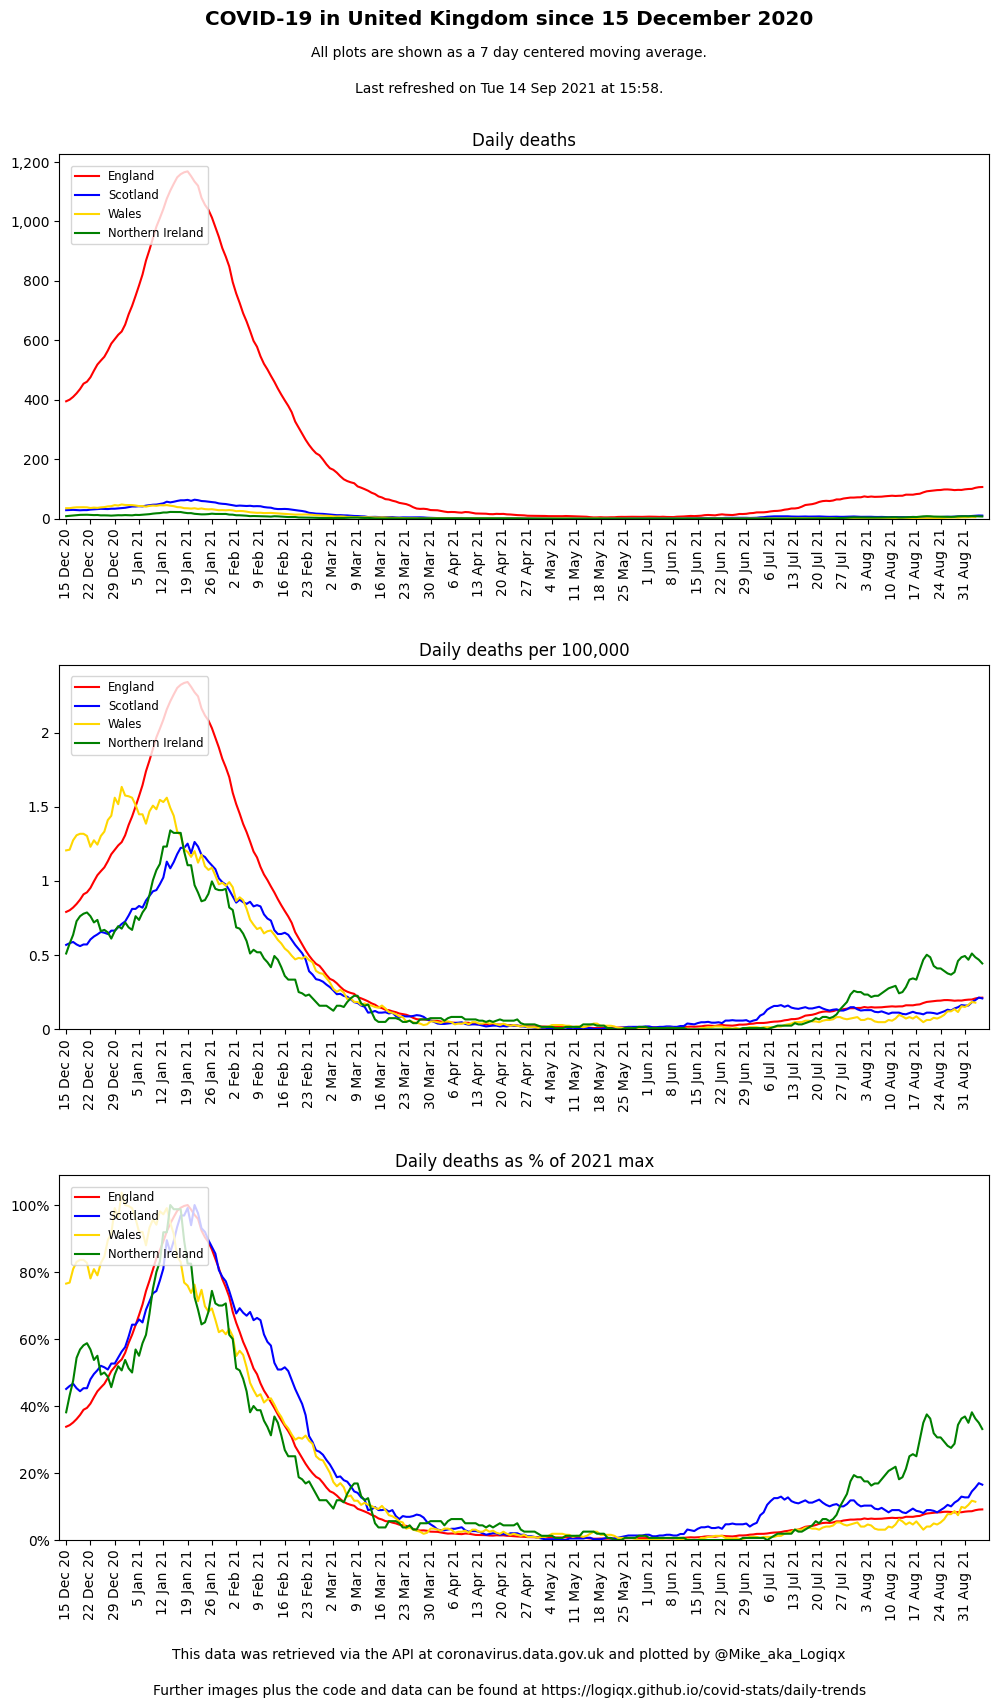 COVID-19 in United Kingdom since 15 December 2020
All plots are shown as a 7 day centered moving average.
Last refreshed on Tue 14 Sep 2021 at 15:58.
Daily deaths
1,200
1,000
800
600
400
200
0
England
Scotland
Wales
Northern Ireland
15 Dec 20
22 Dec 20
29 Dec 20
5 Jan 21
12 Jan 21
19 Jan 21
26 Jan 21
2 Feb 21
9 Feb 21
16 Feb 21
23 Feb 21
2 Mar 21
9 Mar 21
16 Mar 21
23 Mar 21
30 Mar 21
6 Apr 21
13 Apr 21
20 Apr 21
27 Apr 21
4 May 21
11 May 21
18 May 21
25 May 21
1 Jun 21
8 Jun 21
15 Jun 21
22 Jun 21
29 Jun 21
6 Jul 21
13 Jul 21
20 Jul 21
27 Jul 21
3 Aug 21
10 Aug 21
17 Aug 21
24 Aug 21
31 Aug 21
Daily deaths per 100,000
2
1.5
1
0.5
0
England
Scotland
Wales
Northern Ireland
15 Dec 20
22 Dec 20
29 Dec 20
5 Jan 21
12 Jan 21
19 Jan 21
26 Jan 21
2 Feb 21
9 Feb 21
16 Feb 21
23 Feb 21
2 Mar 21
9 Mar 21
16 Mar 21
23 Mar 21
30 Mar 21
6 Apr 21
13 Apr 21
20 Apr 21
27 Apr 21
4 May 21
11 May 21
18 May 21
25 May 21
1 Jun 21
8 Jun 21
15 Jun 21
22 Jun 21
29 Jun 21
6 Jul 21
13 Jul 21
20 Jul 21
27 Jul 21
3 Aug 21
10 Aug 21
17 Aug 21
24 Aug 21
31 Aug 21
Daily deaths as % of 2021 max
100%
80%
60%
40%
20%
0%
England
Scotland
Wales
Northern Ireland
15 Dec 20
22 Dec 20
29 Dec 20
5 Jan 21
12 Jan 21
19 Jan 21
26 Jan 21
2 Feb 21
9 Feb 21
16 Feb 21
23 Feb 21
2 Mar 21
9 Mar 21
16 Mar 21
23 Mar 21
30 Mar 21
6 Apr 21
13 Apr 21
20 Apr 21
27 Apr 21
4 May 21
11 May 21
18 May 21
25 May 21
1 Jun 21
8 Jun 21
15 Jun 21
22 Jun 21
29 Jun 21
6 Jul 21
13 Jul 21
20 Jul 21
27 Jul 21
3 Aug 21
10 Aug 21
17 Aug 21
24 Aug 21
31 Aug 21
This data was retrieved via the API at coronavirus.data.gov.uk and plotted by @Mike_aka_Logiqx
Further images plus the code and data can be found at https://logiqx.github.io/covid-stats/daily-trends